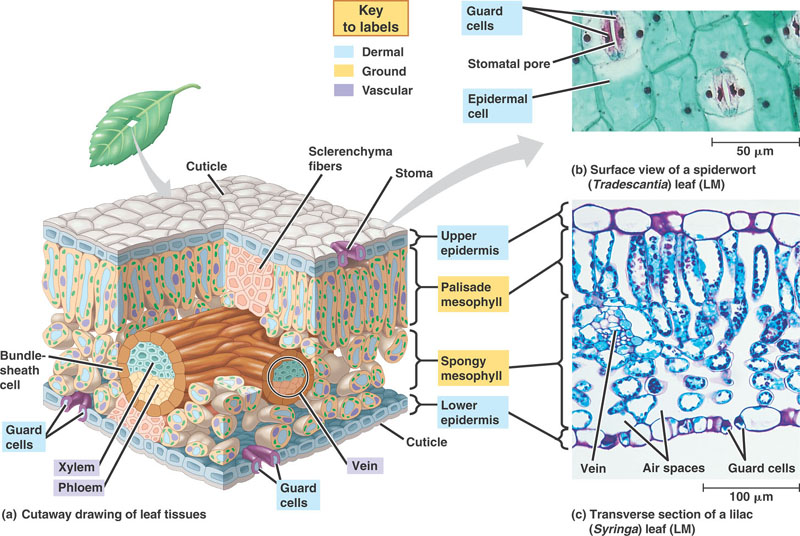 Key
to labels
Dermal
Ground
Vascular
Guard
cells
Stomatal pore
Epidermal
cell
50 µm
(b) Surface view of a spiderwort
(Tradescantia) leaf (LM)
Cuticle
Sclerenchyma
fibers
Stoma
Upper
epidermis
Palisade
mesophyll
Spongy
mesophyll
Lower
epidermis
Cuticle
Bundle-
sheath
cell
Guard
cells
Xylem
Phloem
Guard
cells
Vein
(a) Cutaway drawing of leaf tissues
Vein
Air spaces
Guard cells
100 µm
(c) Transverse section of a lilac
(Syringa) leaf (LM)